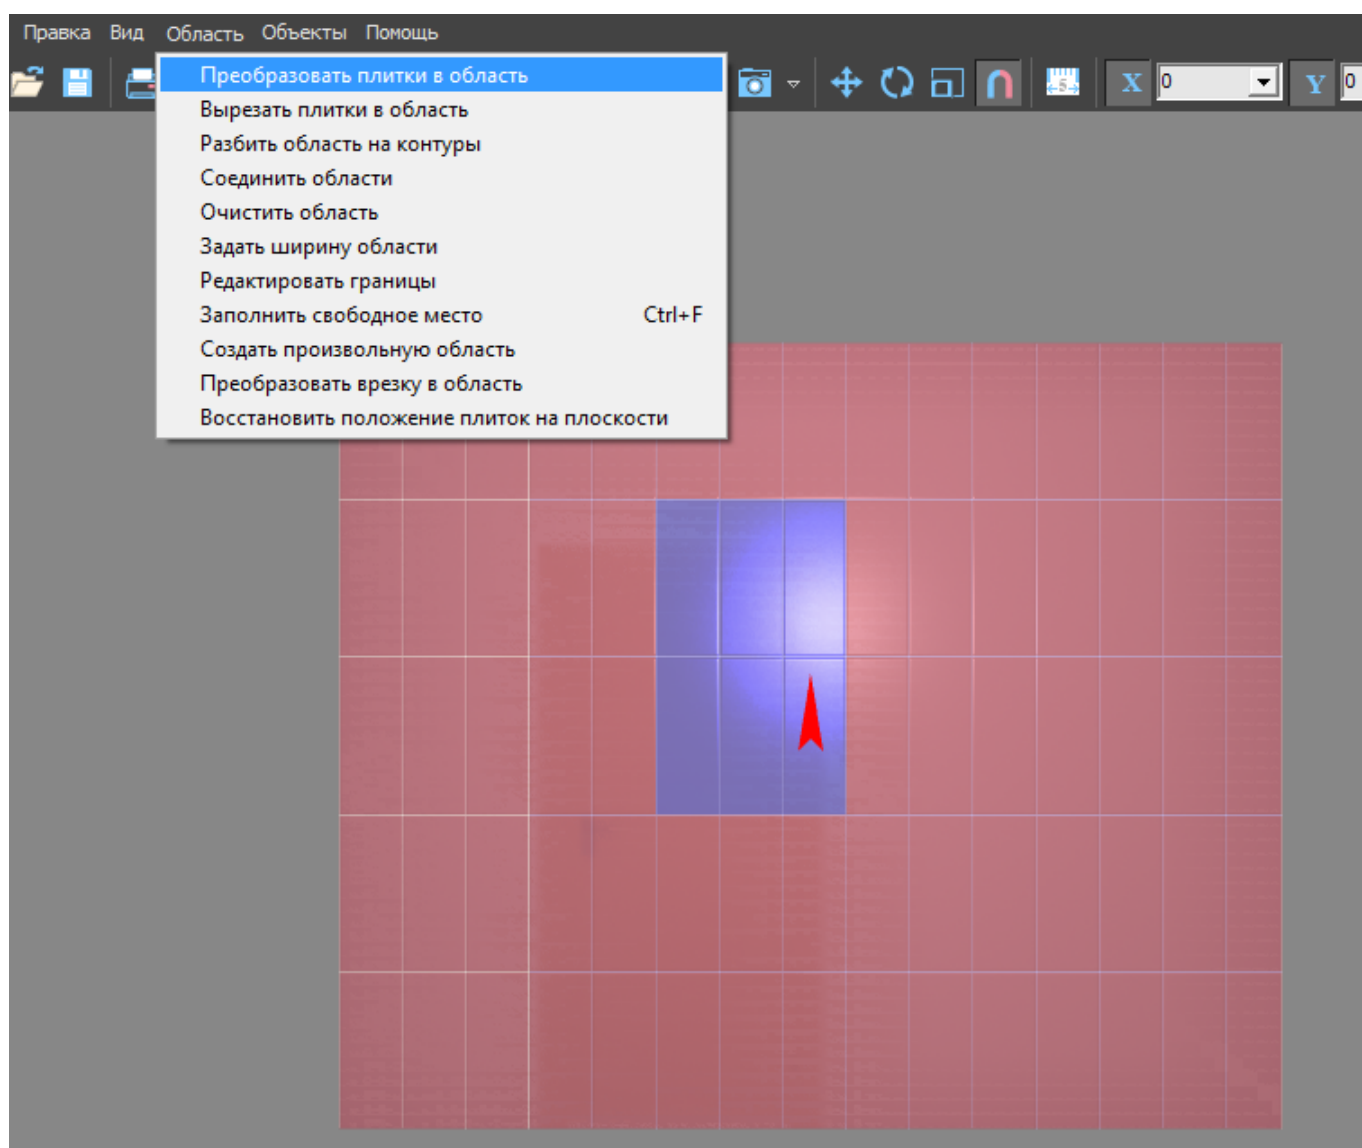 Правка Вид Область Объекты Помощь
5 X 0 Y 0
Преобразовать плитки в область
Вырезать плитки в область
Разбить область на контуры
Соединить области
Очистить область
Задать ширину области
Редактировать границы
Заполнить свободное место Ctrl+F
Создать произвольную область
Преобразовать врезку в область
Восстановить положение плиток на плоскости